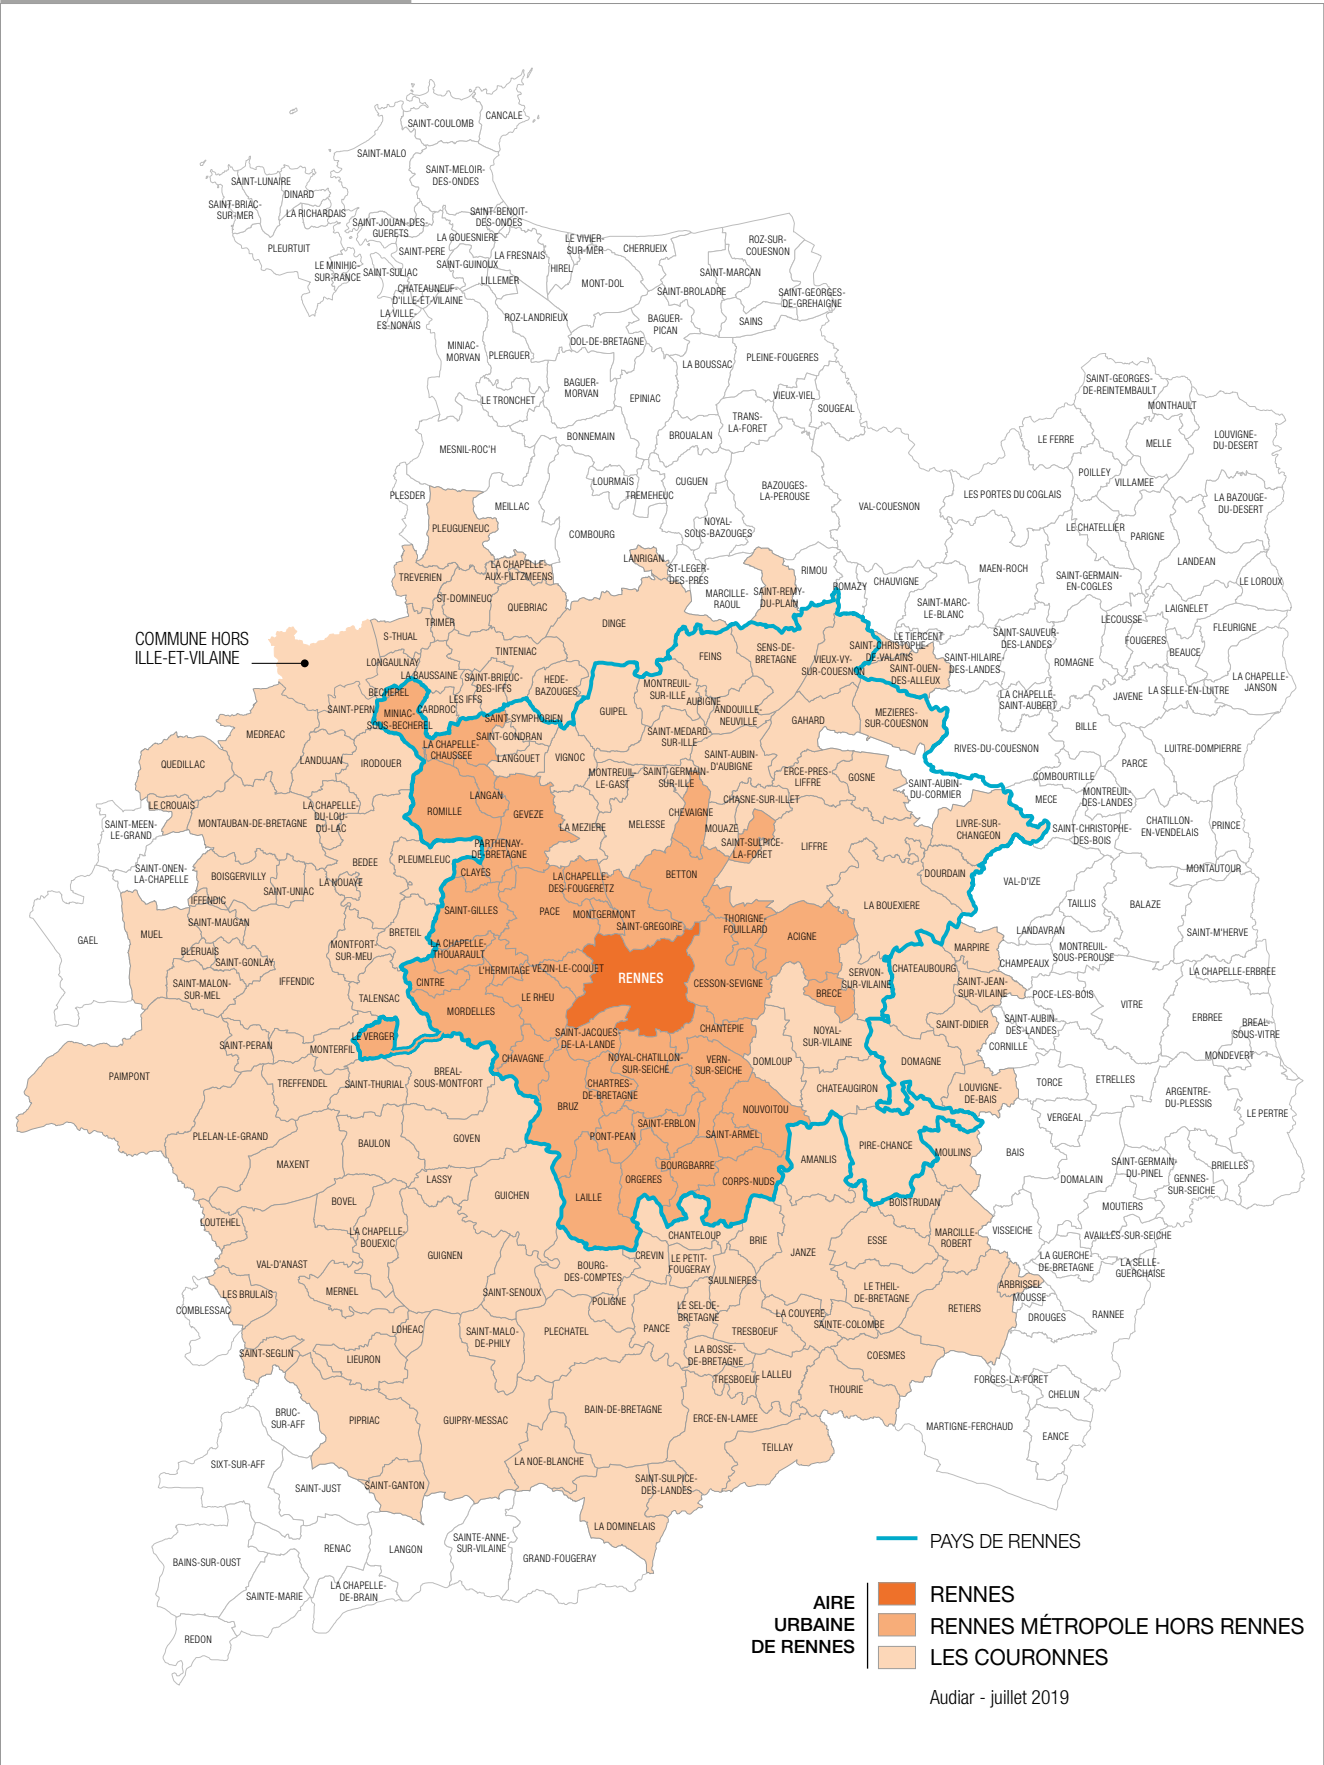 CANCALE
SAINT-COULOMB
SAINT-MALO
SAINT-MELOIR-
DES-ONDES
SAINT-LUNAIRE
DINARD
SAINT-BRIAC-
SUR-MER
LA RICHARDAIS
SAINT-JOUAN-DES-
GUERETS
SAINT-BENOIT-
DES-ONDES
LA GOUESNIERE
PLEURTUIT
SAINT-PERE
LA FRESNAIS
LE VIVIER-
SUR-MER
CHERRUEIX
ROZ-SUR-
COUESNON
LE MINIHIC-
SUR-RANCE
SAINT-SULIAC
SAINT-GUINOUX
HIREL
LILLEMER
MONT-DOL
SAINT-MARCAN
SAINT-BROLADRE
SAINT-GEORGES-
DE-GREHAIGNE
CHATEAUNEUF-
D'ILLE-ET-VILAINE
LA VILLE-
ES-NONAIS
ROZ-LANDRIEUX
BAGUER-
PICAN
SAINS
DOL-DE-BRETAGNE
MINIAC-
MORVAN
PLERGUER
LA BOUSSAC
PLEINE-FOUGERES
BAGUER-
MORVAN
LE TRONCHET
EPINIAC
VIEUX-VIEL
SOUGEAL
TRANS-
LA-FORET
SAINT-GEORGES-
DE-REINTEMBAULT
MONTHAULT
BONNEMAIN
BROUALAN
MESNIL-ROC'H
LE FERRE
MELLE
LOUVIGNE-
DU-DESERT
POILLEY
VILLAMEE
LOURMAIS
TREMEHEUC
CUGUEN
BAZOUGES-
LA-PEROUSE
PLESDER
MEILLAC
VAL-COUESNON
LES PORTES DU COGLAIS
LA BAZOUGE-
DU-DESERT
PLEUGUENEUC
COMBOURG
NOYAL-
SOUS-BAZOUGES
LE CHATELLIER
PARIGNE
LANRIGAN
LANDEAN
LA CHAPELLE-
AUX-FILTZMEENS
TREVERIEN
ST-LEGER-
DES-PRES
RIMOU
ROMAZY
CHAUVIGNE
MAEN-ROCH
SAINT-GERMAIN-
EN-COGLES
LE LOROUX
ST-DOMINEUC
QUEBRIAC
MARCILLE-
RAOUL
SAINT-REMY-
DU-PLAIN
SAINT-MARC-
LE-BLANC
LAIGNELET
TRIMER
DINGE
LECOUSSE
FLEURIGNE
COMMUNE HORS
ILLE-ET-VILAINE
S-THUAL
TINTENIAC
SENS-DE-
BRETAGNE
SAINT-CHRISTOPHE-
DE-VALAINS
LE TIERCENT
SAINT-SAUVEUR-
DES-LANDES
FOUGERES
BEAUCE
LONGAULNAY
FEINS
VIEUX-VY-
SUR-COUESNON
SAINT-OUEN-
DES-ALLEUX
SAINT-HILAIRE-
DES-LANDES
ROMAGNE
LA BAUSSAINE
SAINT-BRIEUC-
DES-IFFS
HEDE-
BAZOUGES
MONTREUIL-
SUR-ILLE
LA CHAPELLE-
JANSON
BECHEREL
LES IFFS
AUBIGNE
LA CHAPELLE-
SAINT-AUBERT
JAVENE
LA SELLE-EN-LUITRE
SAINT-PERN
MINIAC-
SOUS-BECHEREL
CARDROC
SAINT-SYMPHORIEN
GUIPEL
ANDOUILLE-
NEUVILLE
GAHARD
MEZIERES-
SUR-COUESNON
BILLE
MEDREAC
SAINT-GONDRAN
SAINT-MEDARD-
SUR-ILLE
RIVES-DU-COUESNON
LUITRE-DOMPIERRE
LA CHAPELLE-
CHAUSSEE
LANGOUET
VIGNOC
SAINT-AUBIN-
D'AUBIGNE
PARCE
QUEDILLAC
LANDUJAN
IRODOUER
MONTREUIL-
LE-GAST
SAINT-GERMAIN-
SUR-ILLE
ERCE-PRES-
LIFFRE
GOSNE
SAINT-AUBIN-
DU-CORMIER
COMBOURTILLE
MONTREUIL-
DES-LANDES
LE CROUAIS
LANGAN
CHASNE-SUR-ILLET
MECE
SAINT-MEEN-
LE-GRAND
MONTAUBAN-DE-BRETAGNE
LA CHAPELLE-
DU-LOU-
DU-LAC
ROMILLE
GEVEZE
LA MEZIERE
MELESSE
CHEVAIGNE
MOUAZE
LIVRE-SUR-
CHANGEON
SAINT-CHRISTOPHE-
DES-BOIS
CHATILLON-
EN-VENDELAIS
PRINCE
PARTHENAY-
DE-BRETAGNE
SAINT-SULPICE-
LA-FORET
LIFFRE
SAINT-ONEN-
LA-CHAPELLE
BOISGERVILLY
BEDEE
PLEUMELEUC
CLAYES
BETTON
DOURDAIN
VAL-D'IZE
MONTAUTOUR
SAINT-UNIAC
LA NOUAYE
LA CHAPELLE-
DES-FOUGERETZ
IFFENDIC
SAINT-GILLES
PACE
MONTGERMONT
LA BOUEXIERE
TAILLIS
BALAZE
SAINT-MAUGAN
BRETEIL
SAINT-GREGOIRE
THORIGNE-
FOUILLARD
ACIGNE
LANDAVRAN
SAINT-M'HERVE
GAEL
MUEL
BLERUAIS
SAINT-GONLAY
MONTFORT-
SUR-MEU
LA CHAPELLE-
THOUARAULT
MARPIRE
MONTREUIL-
SOUS-PEROUSE
CHAMPEAUX
L'HERMITAGE
VEZIN-LE-COQUET
RENNES
CESSON-SEVIGNE
SERVON-
SUR-VILAINE
CHATEAUBOURG
LA CHAPELLE-ERBREE
SAINT-MALON-
SUR-MEL
IFFENDIC
CINTRE
BRECE
SAINT-JEAN-
SUR-VILAINE
POCE-LES-BOIS
VITRE
TALENSAC
LE RHEU
MORDELLES
ERBREE
BREAL-
SOUS-VITRE
LE VERGER
SAINT-JACQUES-
DE-LA-LANDE
CHANTEPIE
NOYAL-
SUR-VILAINE
SAINT-DIDIER
SAINT-AUBIN-
DES-LANDES
SAINT-PERAN
MONTERFIL
CORNILLE
MONDEVERT
PAIMPONT
CHAVAGNE
NOYAL-CHATILLON-
SUR-SEICHE
VERN-
SUR-SEICHE
DOMLOUP
DOMAGNE
TREFFENDEL
SAINT-THURIAL
BREAL-
SOUS-MONTFORT
CHARTRES-
DE-BRETAGNE
CHATEAUGIRON
LOUVIGNE-
DE-BAIS
TORCE
ETRELLES
ARGENTRE-
DU-PLESSIS
BRUZ
NOUVOITOU
VERGEAL
LE PERTRE
SAINT-ERBLON
PLELAN-LE-GRAND
BAULON
GOVEN
PONT-PEAN
SAINT-ARMEL
AMANLIS
PIRE-CHANCE
MOULINS
BAIS
MAXENT
BOURGBARRE
SAINT-GERMAIN-
DU-PINEL
BRIELLES
LASSY
ORGERES
CORPS-NUDS
DOMALAIN
GENNES-
SUR-SEICHE
BOVEL
GUICHEN
LAILLE
BOISTRUDAN
MOUTIERS
LOUTEHEL
LA CHAPELLE-
BOUEXIC
CHANTELOUP
BRIE
ESSE
MARCILLE-
ROBERT
VISSEICHE
AVAILLES-SUR-SEICHE
GUIGNEN
CREVIN
LE PETIT-
FOUGERAY
JANZE
LA GUERCHE-
DE-BRETAGNE
LA SELLE-
GUERCHAISE
VAL-D'ANAST
BOURG-
DES-COMPTES
SAULNIERES
ARBRISSEL
MOUSSE
LES BRULAIS
MERNEL
SAINT-SENOUX
POLIGNE
LE THEIL-
DE-BRETAGNE
COMBLESSAC
LE SEL-DE-
BRETAGNE
LA COUYERE
SAINTE-COLOMBE
RETIERS
DROUGES
RANNEE
LOHEAC
SAINT-MALO-
DE-PHILY
PLECHATEL
PANCE
TRESBOEUF
SAINT-SEGLIN
LIEURON
LA BOSSE-
DE-BRETAGNE
COESMES
TRESBOEUF
LALLEU
THOURIE
FORGES-LA-FORET
CHELUN
BRUC-
SUR-AFF
PIPRIAC
GUIPRY-MESSAC
BAIN-DE-BRETAGNE
ERCE-EN-LAMEE
MARTIGNE-FERCHAUD
EANCE
TEILLAY
SIXT-SUR-AFF
LA NOE-BLANCHE
SAINT-JUST
SAINT-GANTON
SAINT-SULPICE-
DES-LANDES
LA DOMINELAIS
SAINTE-ANNE-
SUR-VILAINE
RENAC
LANGON
GRAND-FOUGERAY
BAINS-SUR-OUST
SAINTE-MARIE
LA CHAPELLE-
DE-BRAIN
REDON
PAYS DE RENNES
AIRE
URBAINE
DE RENNES
RENNES
RENNES MÉTROPOLE HORS RENNES
LES COURONNES
Audiar - juillet 2019